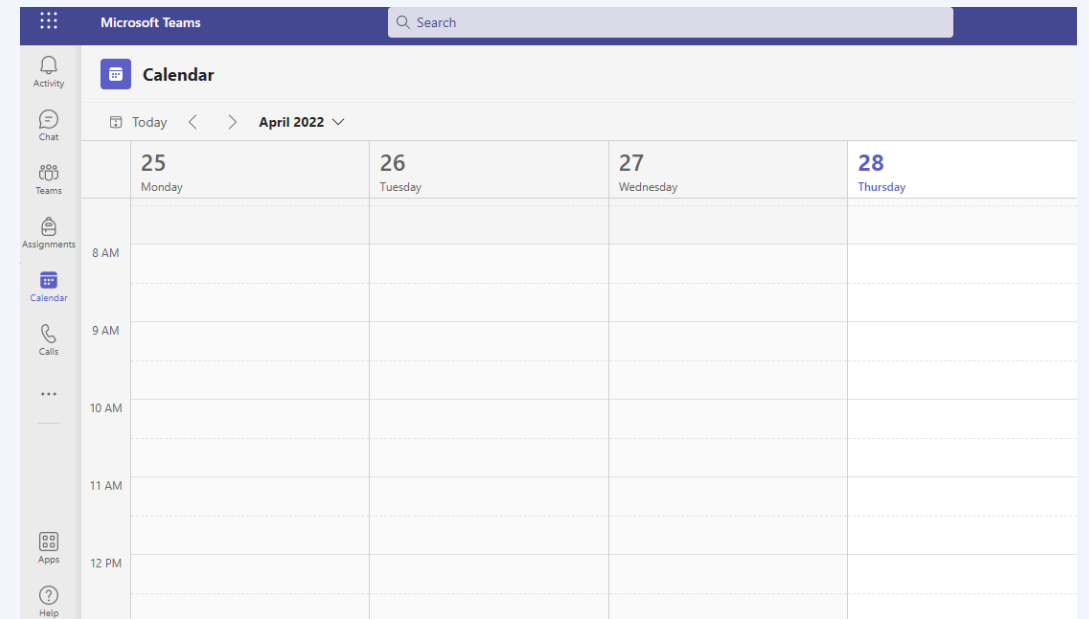 Microsoft Teams
Search
Activity
Chat
Teams
Assignments
Calendar
Calls
Apps
Help
Calendar
Today
April 2022
25
Monday
26
Tuesday
27
Wednesday
28
Thursday
8 AM
9 AM
10 AM
11 AM
12 PM